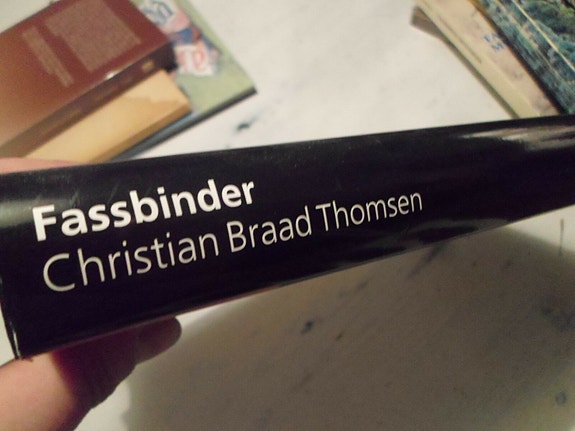 Fassbinder
Christian Braad Thomsen